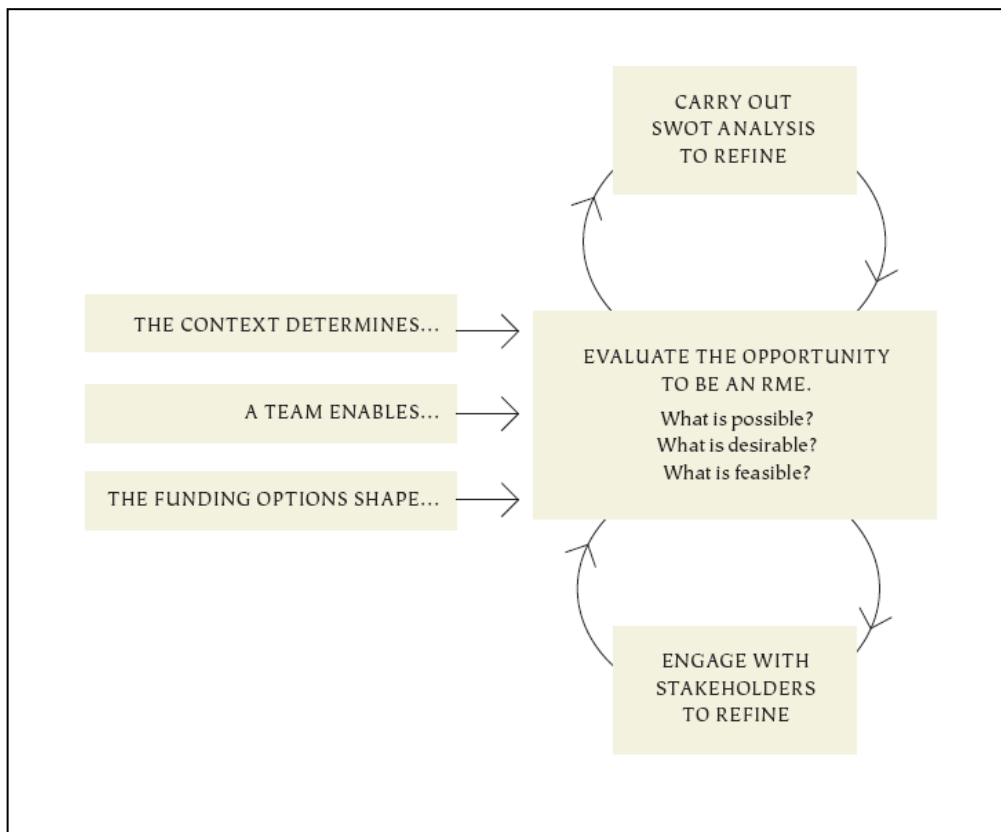 CARRY OUT
SWOT ANALYSIS
TO REFINE
THE CONTEXT DETERMINES...
A TEAM ENABLES...
THE FUNDING OPTIONS SHAPE...
EVALUATE THE OPPORTUNITY
TO BE AN RME.
What is possible?
What is desirable?
What is feasible?
ENGAGE WITH
STAKEHOLDERS
TO REFINE